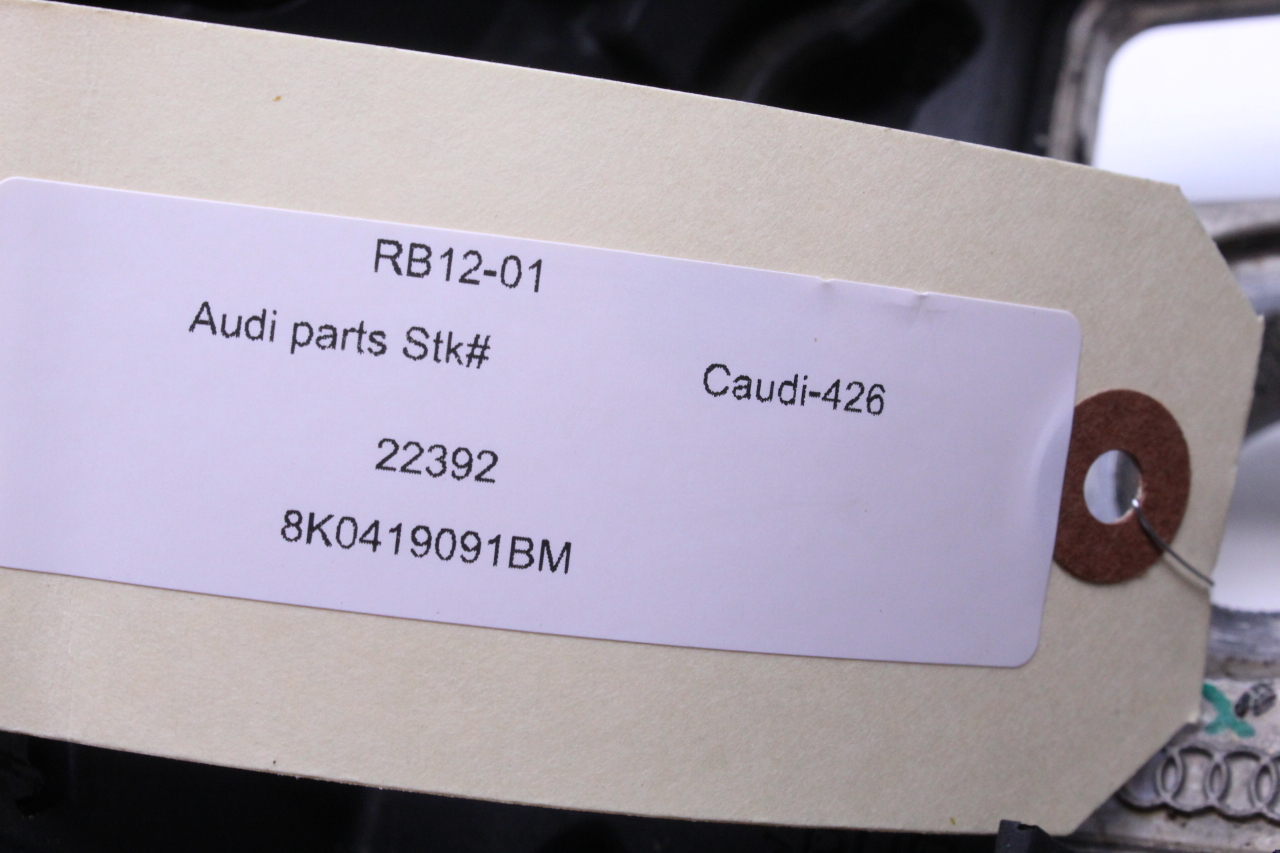 RB12-01
Audi parts Stk#
Caudi-426
22392
8K0419091BM